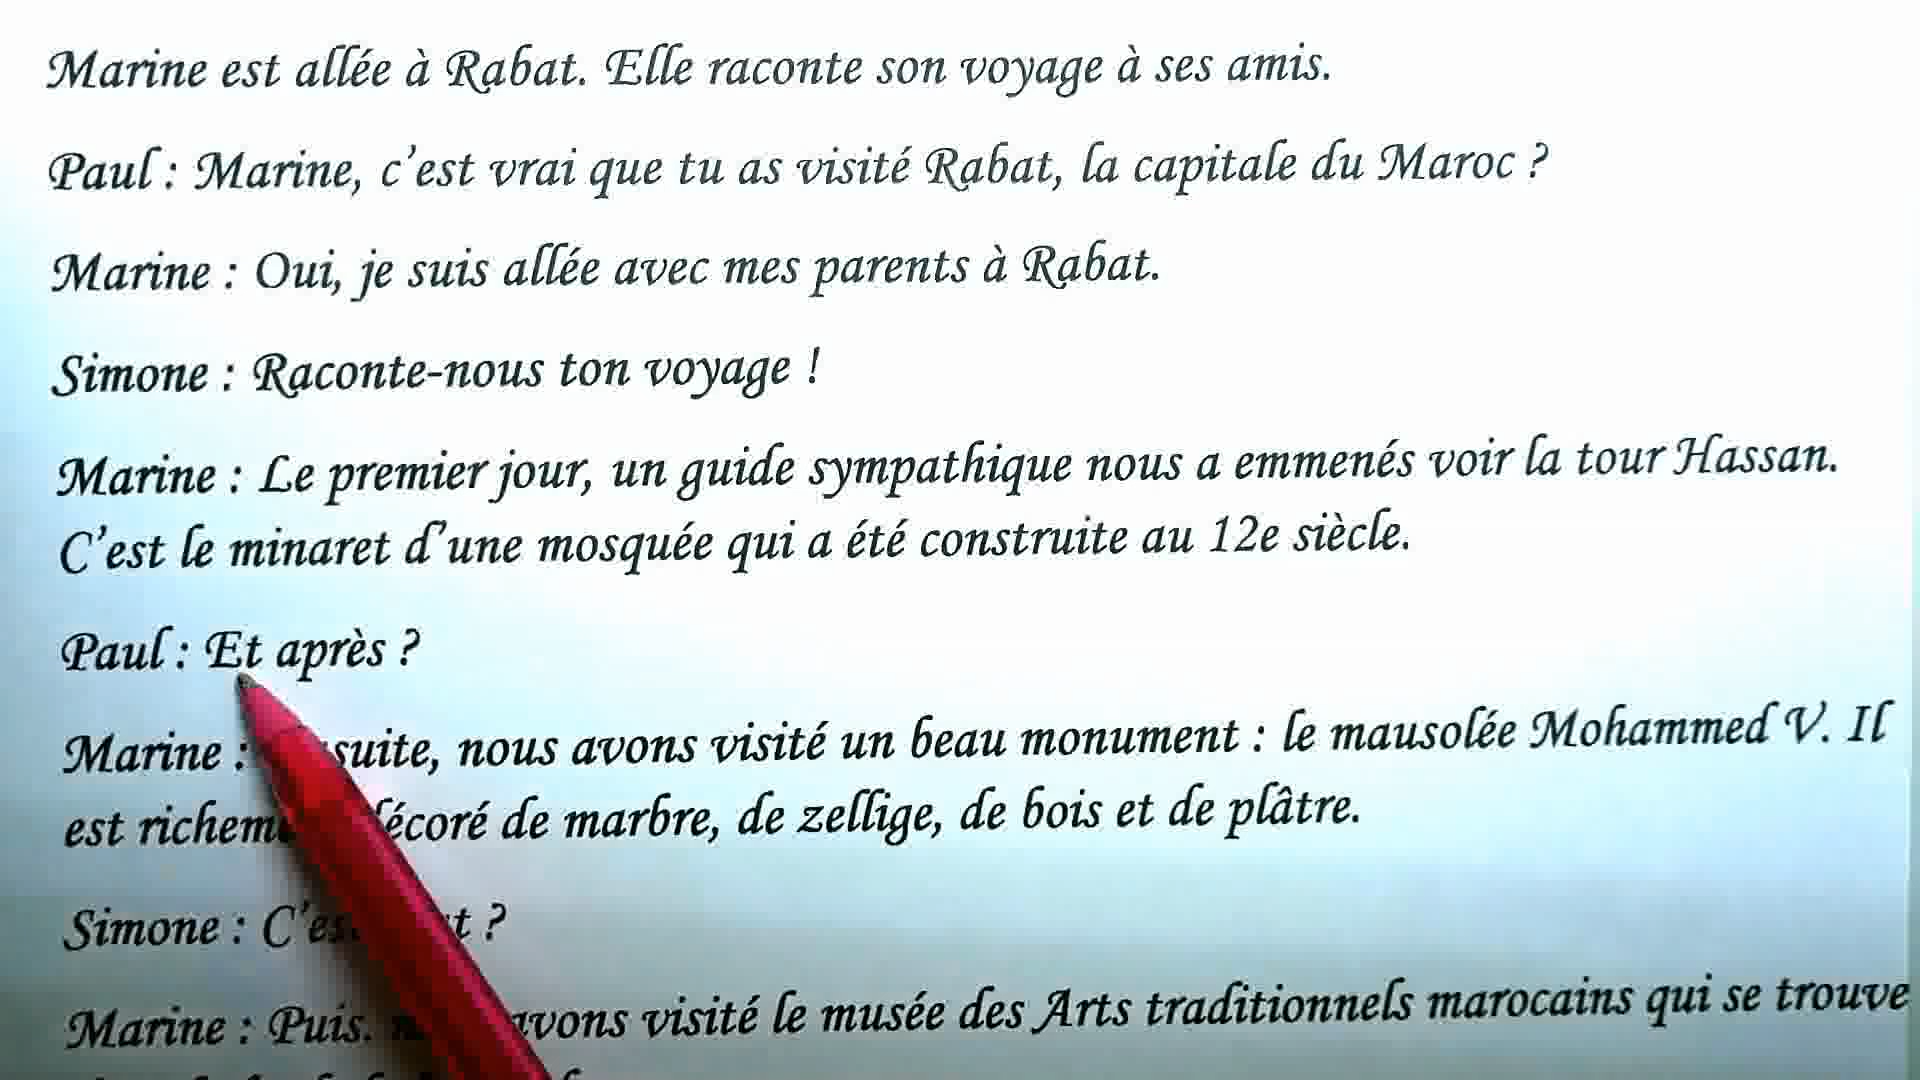 Marine est allée à Rabat. Elle raconte son voyage à ses amis.
Paul : Marine, c'est vrai que tu as visité Rabat, la capitale du Maroc ?
Marine : Oui, je suis allée avec mes parents à Rabat.
Simone : Raconte-nous ton voyage !
Marine : Le premier jour, un guide sympathique nous a emmenés voir la tour Hassan.
C'est le minaret d'une mosquée qui a été construite au 12e siècle.
Paul : Et après ?
Marine : suite, nous avons visité un beau monument : le mausolée Mohammed V. Il
est richem écoré de marbre, de zellige, de bois et de plâtre.
Simone : C'es t ?
Marine : Puis. avons visité le musée des Arts traditionnels marocains qui se trouve